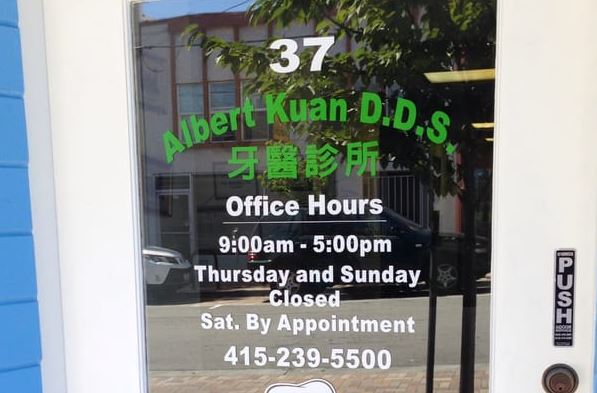 37
Albert Kuan D.D.S.
牙醫診所
Office Hours
9:00am - 5:00pm
Thursday and Sunday
Closed
Sat. By Appointment
415-239-5500
PUSH